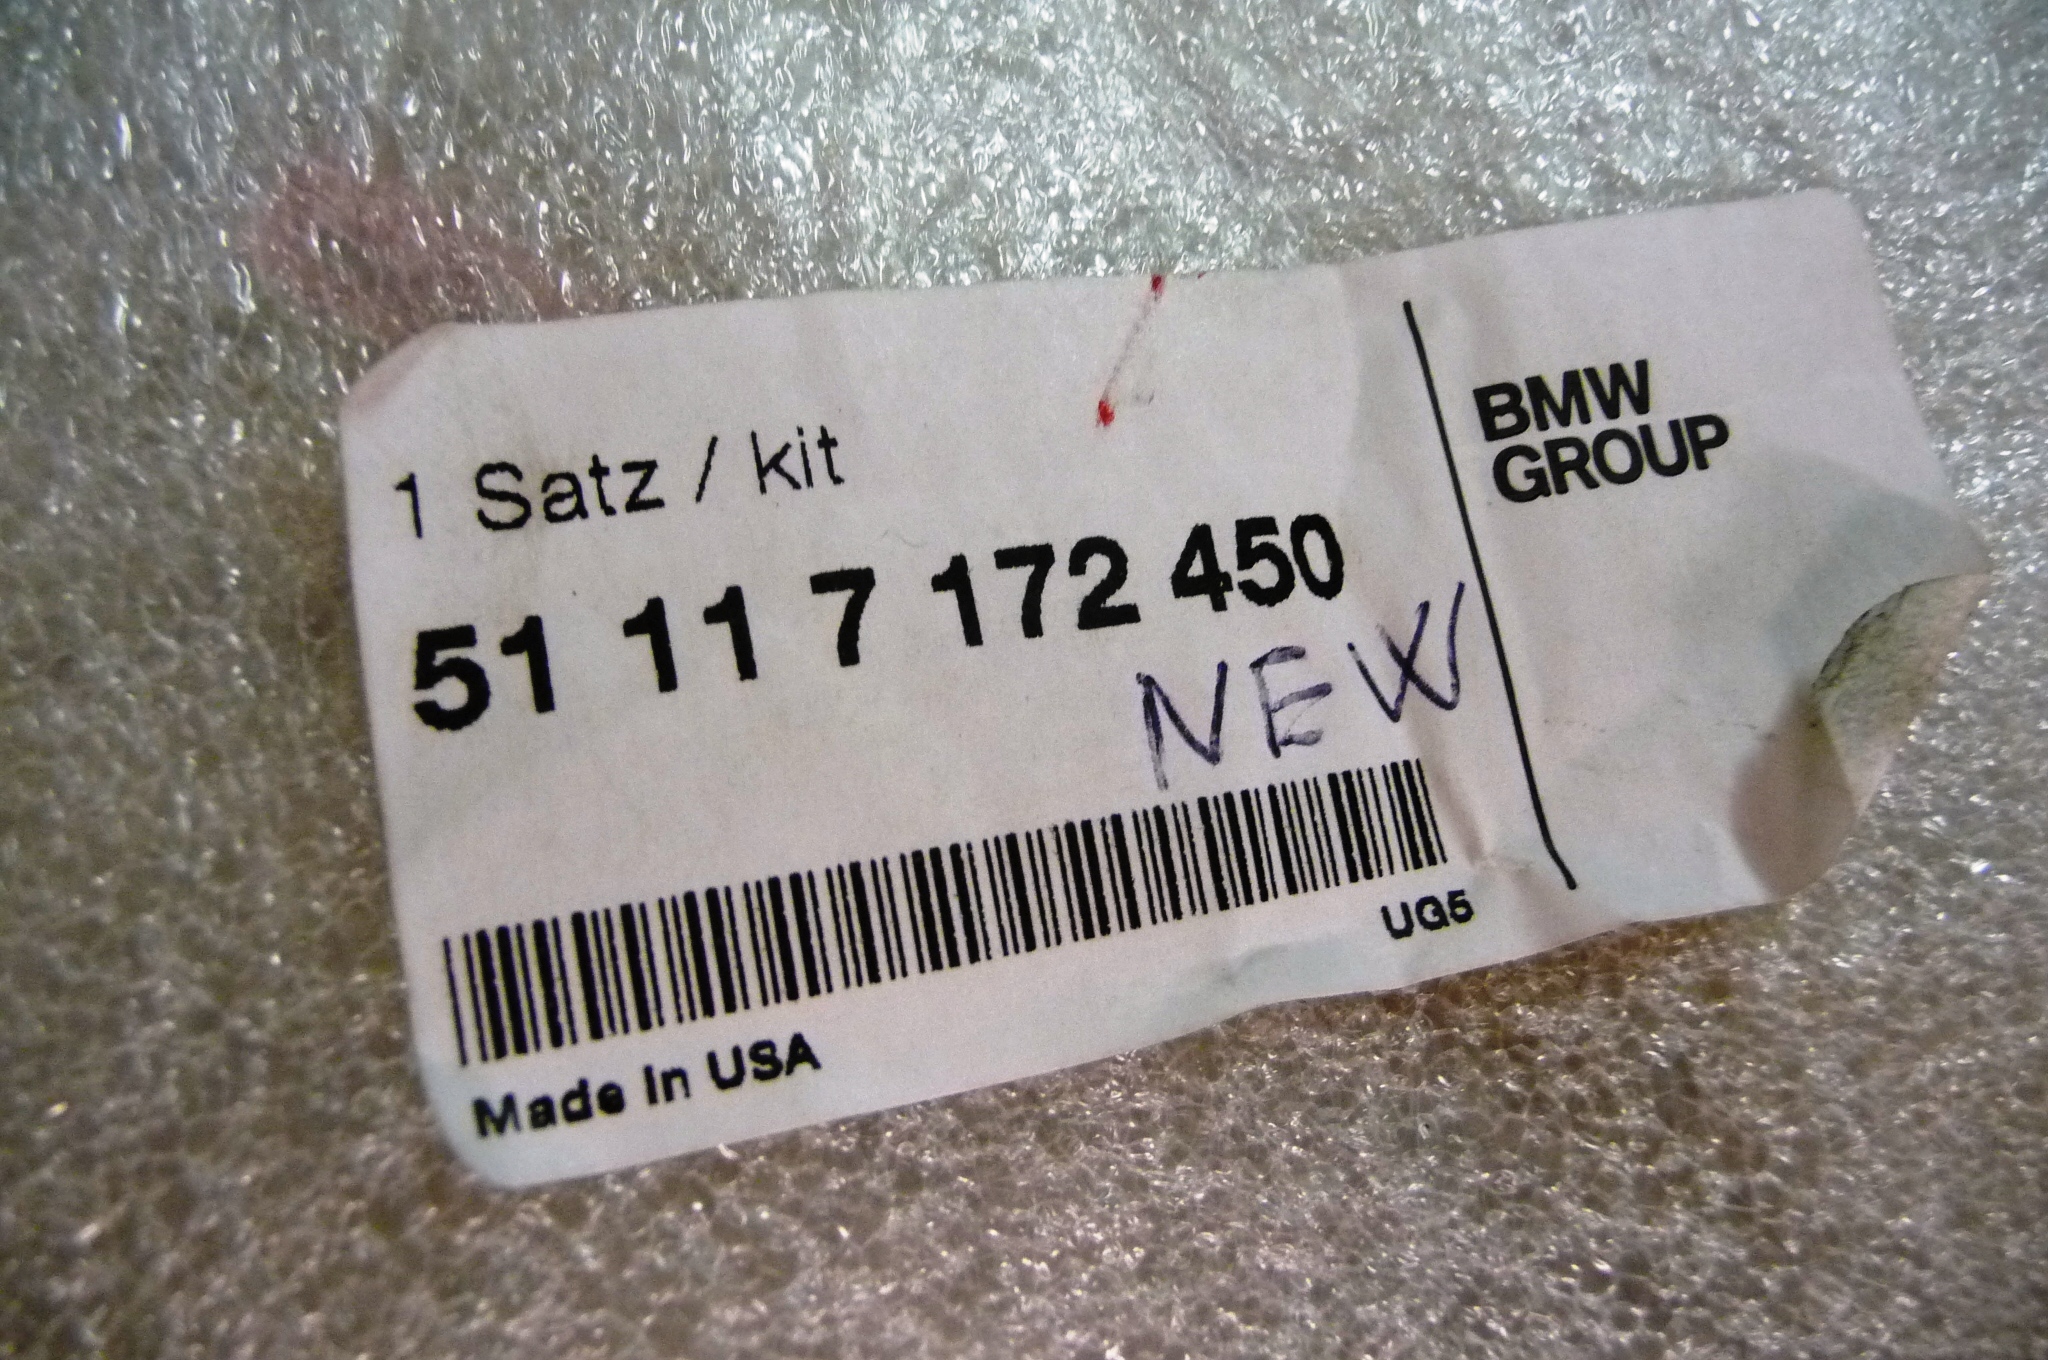 1 Satz / kit
51 11 7 172 450
NEW
UG5
Made in USA
BMW
GROUP